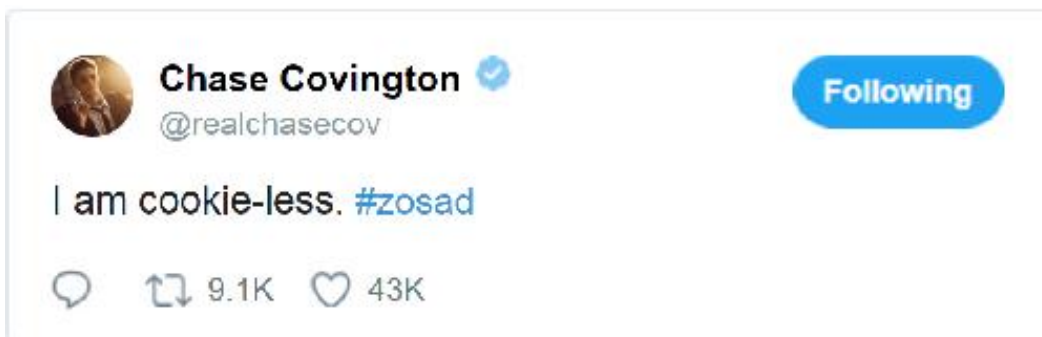 Chase Covington
@realchasecov
Following
I am cookie-less. #zosad
9.1K 43K